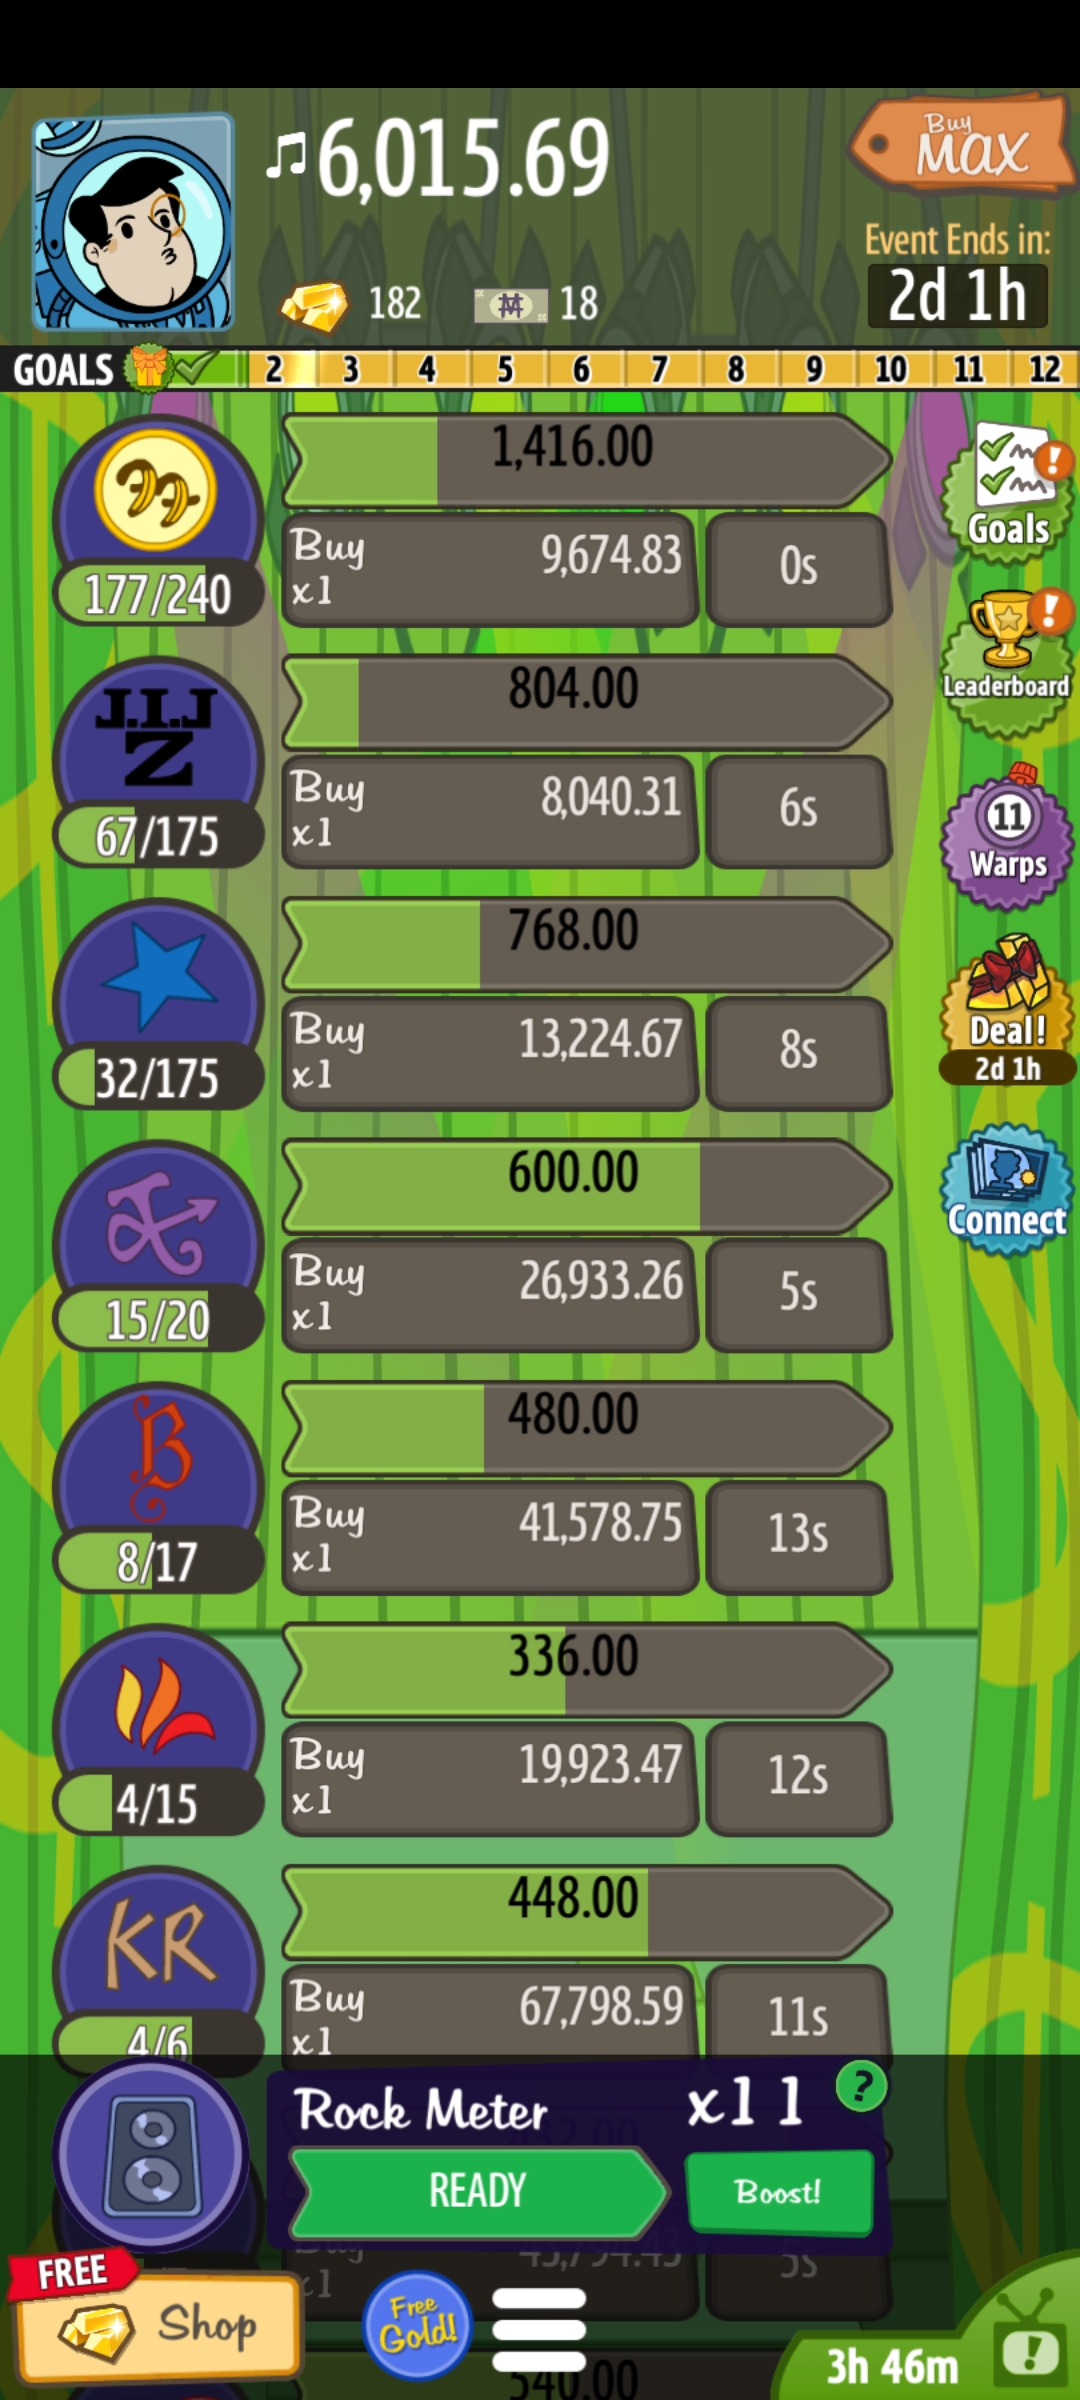 ♫6,015.69
Buy
MAX
Event Ends in:
182
18
2d 1h
GOALS 2 3 4 5 6 7 8 9 10 11 12
1,416.00
Buy
x1
9,674.83
0s
177/240
Goals
J.I.J
Z
804.00
Buy
x1
8,040.31
6s
67/175
Leaderboard
11
Warps
768.00
Buy
x1
13,224.67
8s
32/175
Deal!
2d 1h
600.00
Buy
x1
26,933.26
5s
15/20
Connect
B
480.00
Buy
x1
41,578.75
13s
8/17
336.00
Buy
x1
19,923.47
12s
4/15
KR
448.00
Buy
x1
67,798.59
11s
4/6
Rock Meter
x11
?
READY
Boost!
Buy
x1
43,794.43
5s
FREE
Shop
Free
Gold!
540.00
3h 46m